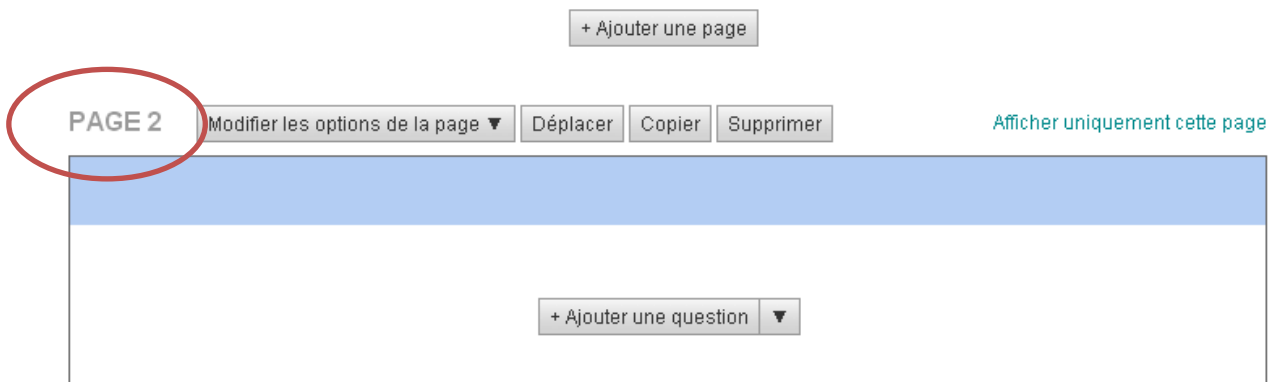 + Ajouter une page
PAGE 2 Modifier les options de la page ▼ Déplacer Copier Supprimer Afficher uniquement cette page
+ Ajouter une question ▼